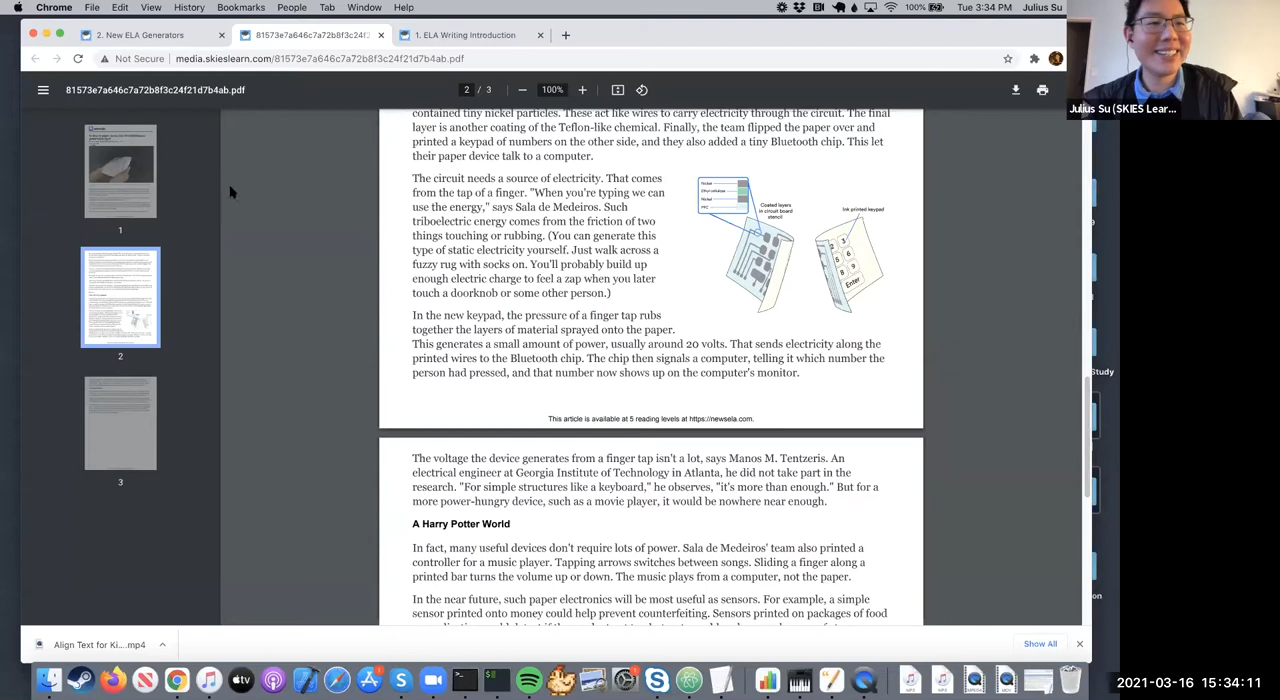 Chrome File Edit View History Bookmarks People Tab Window Help 100% Tue 3:34 PM Julius Su
2. New ELA Generators
81573e7a646c7a72b8f3c24f2
1. ELA Writing Introduction
Not Secure | media.skieslearn.com/81573e7a646c7a72b8f3c24f21d7b4ab.pdf
Julius Su (SKIES Lear...
81573e7a646c7a72b8f3c24f21d7b4ab.pdf
2 / 3
100%
1
2
3
contained tiny nickel particles. These act like wires to carry electricity through the circuit. The final
layer is another coating of the Teflon-like chemical. Finally, the team flipped the paper over and
printed a keypad of numbers on the other side, and they also added a tiny Bluetooth chip. This let
their paper device talk to a computer.
The circuit needs a source of electricity. That comes
from the tap of a finger. "When you're typing we can
use the energy," says Sala de Medeiros. Such
triboelectric energy comes from the friction of two
things touching or rubbing. (You can generate this
type of static electricity yourself. Just walk across a
fuzzy rug with socks on. You'll probably build up
enough electric charge to feel a zap when you later
touch a doorknob or some other person.)
Coated layers
in circuit board
stencil
Ink printed keypad
2 3
5 6
8 9
Enter
In the new keypad, the pressure of a finger tap rubs
together the layers of material sprayed onto the paper.
This generates a small amount of power, usually around 20 volts. That sends electricity along the
printed wires to the Bluetooth chip. The chip then signals a computer, telling it which number the
person had pressed, and that number now shows up on the computer's monitor.
This article is available at 5 reading levels at https://newsela.com.
The voltage the device generates from a finger tap isn't a lot, says Manos M. Tentzeris. An
electrical engineer at Georgia Institute of Technology in Atlanta, he did not take part in the
research. "For simple structures like a keyboard," he observes, "it's more than enough." But for a
more power-hungry device, such as a movie player, it would be nowhere near enough.
A Harry Potter World
In fact, many useful devices don't require lots of power. Sala de Medeiros' team also printed a
controller for a music player. Tapping arrows switches between songs. Sliding a finger along a
printed bar turns the volume up or down. The music plays from a computer, not the paper.
In the near future, such paper electronics will be most useful as sensors. For example, a simple
sensor printed onto money could help prevent counterfeiting. Sensors printed on packages of food
Study
on
Align Text for Ki....mp4
Show All
tv
2021-03-16 15:34:11